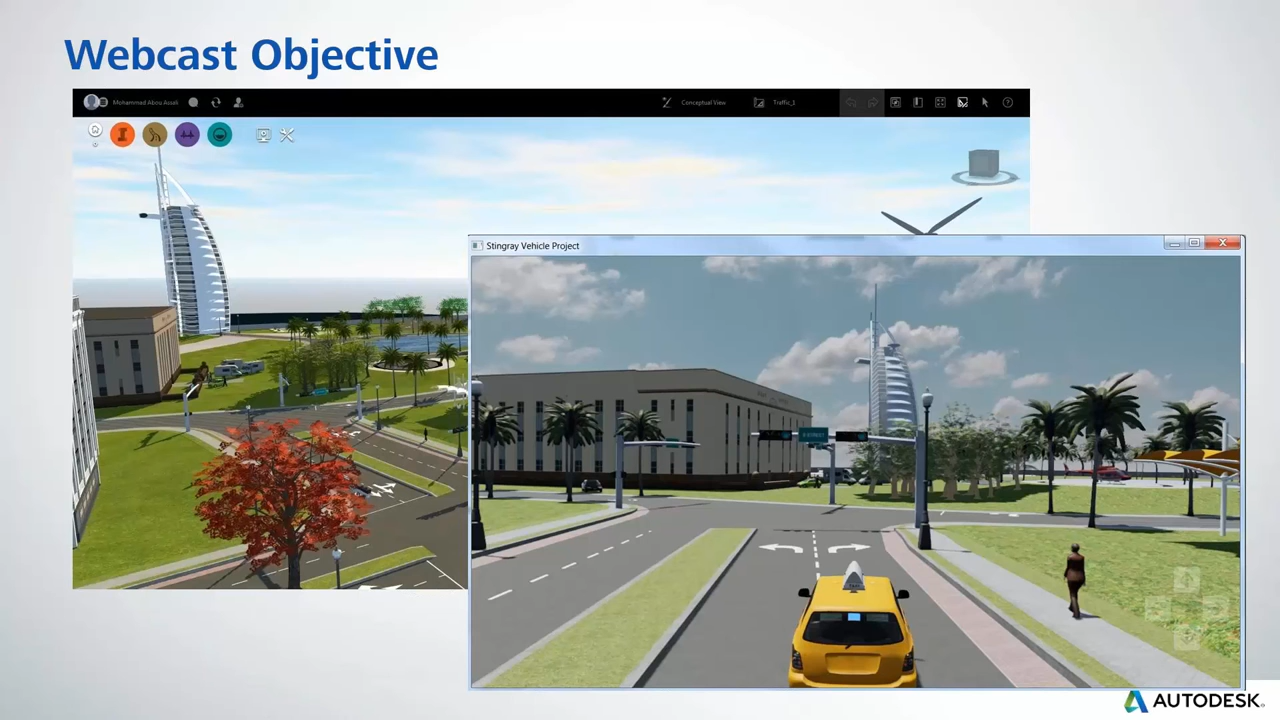 Webcast Objective
Mohammad Abou Assali
Conceptual View
Traffic_1
Stingray Vehicle Project
AUTODESK